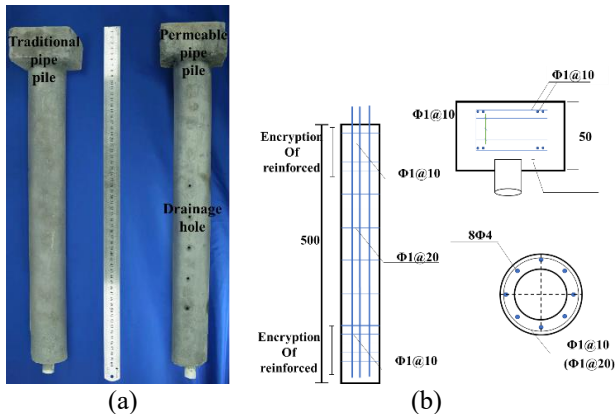 Traditional
pipe
pile
Permeable
pipe
pile
Drainage
hole
(a)
Encryption
Of
reinforced
500
Encryption
Of
reinforced
Φ1@10
Φ1@20
Φ1@10
(b)
Φ1@10
Φ1@10
50
8Φ4
Φ1@10
(Φ1@20)